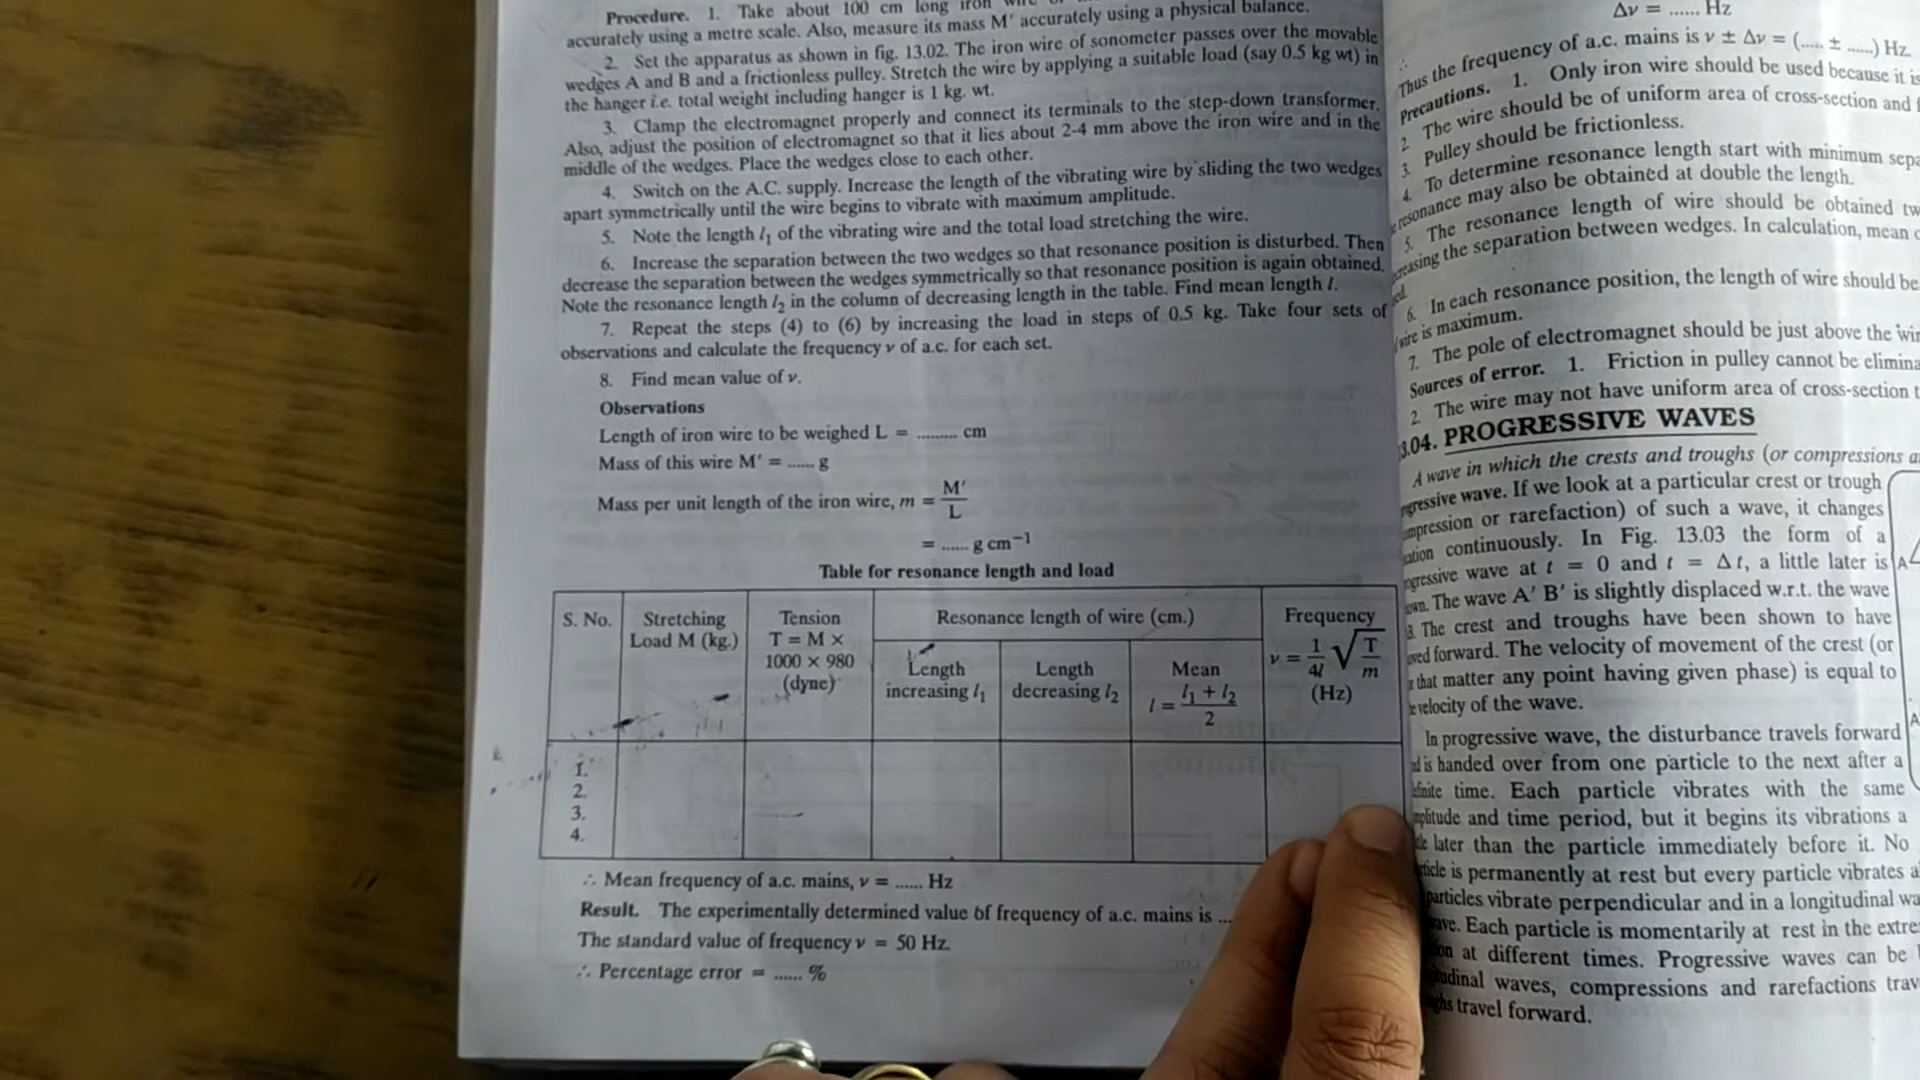 Procedure. 1. Take about 100 cm long iron
accurately using a metre scale. Also, measure its mass M′ accurately using a physical balance.
2. Set the apparatus as shown in fig. 13.02. The iron wire of sonometer passes over the movable
wedges A and B and a frictionless pulley. Stretch the wire by applying a suitable load (say 0.5 kg wt) in
the hanger i.e. total weight including hanger is 1 kg. wt.
3. Clamp the electromagnet properly and connect its terminals to the step-down transformer.
Also, adjust the position of electromagnet so that it lies about 2-4 mm above the iron wire and in the
middle of the wedges. Place the wedges close to each other.
4. Switch on the A.C. supply. Increase the length of the vibrating wire by sliding the two wedges
apart symmetrically until the wire begins to vibrate with maximum amplitude.
5. Note the length l₁ of the vibrating wire and the total load stretching the wire.
6. Increase the separation between the two wedges so that resonance position is disturbed. Then
decrease the separation between the wedges symmetrically so that resonance position is again obtained.
Note the resonance length l₂ in the column of decreasing length in the table. Find mean length l.
7. Repeat the steps (4) to (6) by increasing the load in steps of 0.5 kg. Take four sets of
observations and calculate the frequency ν of a.c. for each set.
8. Find mean value of ν.
Observations
Length of iron wire to be weighed L = ......... cm
Mass of this wire M′ = ...... g
Mass per unit length of the iron wire, m = M′/L
= ...... g cm⁻¹
Table for resonance length and load
S. No. Stretching Load M (kg.) Tension T = M × 1000 × 980 (dyne) Resonance length of wire (cm.) Frequency ν = 1/4l √T/m (Hz)
Length increasing l₁ Length decreasing l₂ Mean l = l₁ + l₂/2
1.
2.
3.
4.
∴ Mean frequency of a.c. mains, ν = ...... Hz
Result. The experimentally determined value of frequency of a.c. mains is ...
The standard value of frequency ν = 50 Hz.
∴ Percentage error = ...... %
Δν = ...... Hz
∴
Thus the frequency of a.c. mains is ν ± Δν = (..... ± ......) Hz.
Precautions. 1. Only iron wire should be used because it is
2. The wire should be of uniform area of cross-section and
3. Pulley should be frictionless.
4. To determine resonance length start with minimum
resonance may also be obtained at double the length.
5. The resonance length of wire should be obtained
the separation between wedges. In calculation, mean
6. In each resonance position, the length of wire should be
wire is maximum.
7. The pole of electromagnet should be just above the
Sources of error. 1. Friction in pulley cannot be
2. The wire may not have uniform area of cross-section
3.04. PROGRESSIVE WAVES
A wave in which the crests and troughs (or compressions
wave. If we look at a particular crest or trough
or rarefaction) of such a wave, it changes
continuously. In Fig. 13.03 the form of a
wave at t = 0 and t = Δt, a little later is
The wave A′ B′ is slightly displaced w.r.t. the wave
The crest and troughs have been shown to have
forward. The velocity of movement of the crest (or
that matter any point having given phase) is equal to
velocity of the wave.
In progressive wave, the disturbance travels forward
is handed over from one particle to the next after a
time. Each particle vibrates with the same
and time period, but it begins its vibrations a
later than the particle immediately before it. No
is permanently at rest but every particle vibrates
particles vibrate perpendicular and in a longitudinal
Each particle is momentarily at rest in the
at different times. Progressive waves can be
waves, compressions and rarefactions
travel forward.